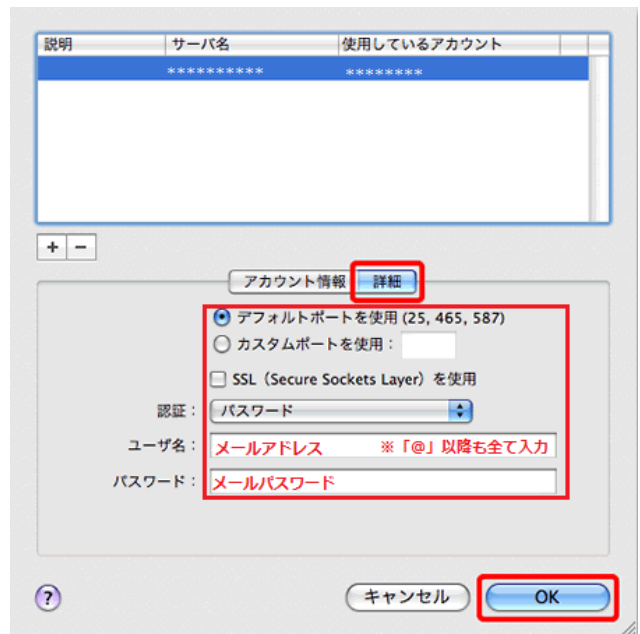 説明 サーバ名 使用しているアカウント
********** ********
+ −
アカウント情報 詳細
デフォルトポートを使用 (25, 465, 587)
カスタムポートを使用：
SSL（Secure Sockets Layer）を使用
認証： パスワード
ユーザ名： メールアドレス ※「@」以降も全て入力
パスワード： メールパスワード
? キャンセル OK